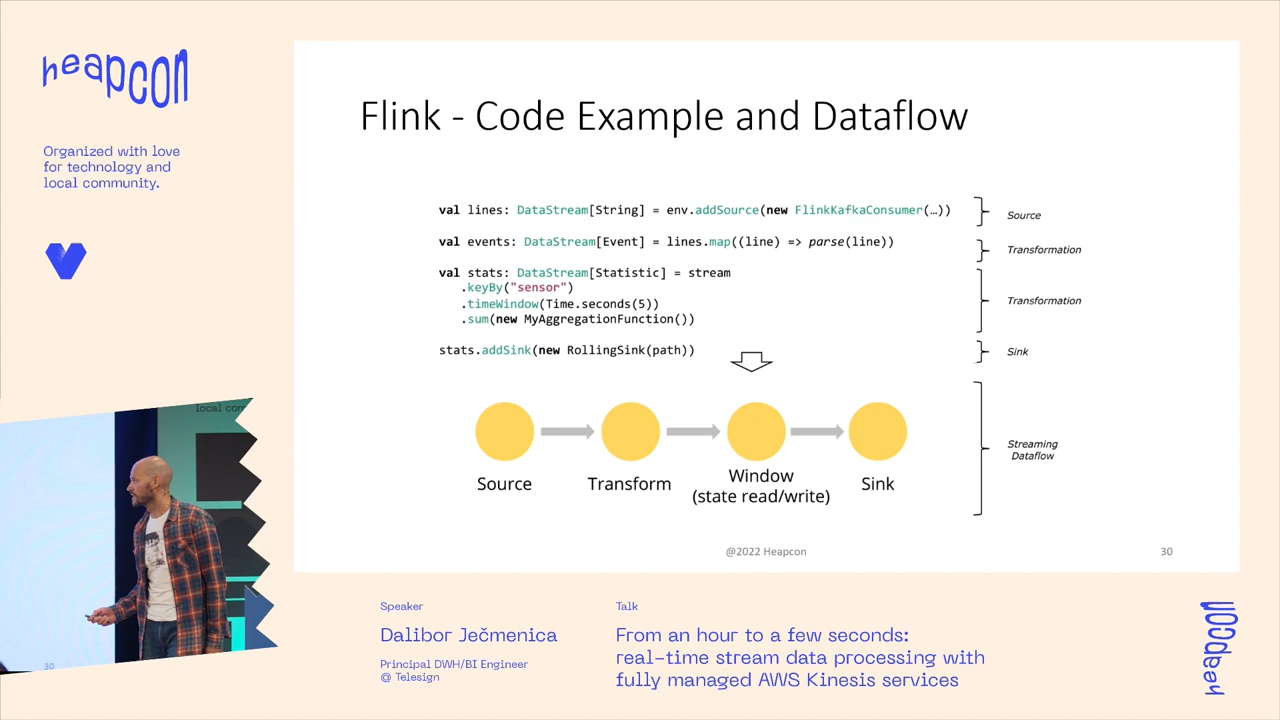 heapcon
Organized with love
for technology and
local community.
Flink - Code Example and Dataflow
val lines: DataStream[String] = env.addSource(new FlinkKafkaConsumer(…))
Source
val events: DataStream[Event] = lines.map((line) => parse(line))
Transformation
val stats: DataStream[Statistic] = stream
.keyBy("sensor")
.timeWindow(Time.seconds(5))
.sum(new MyAggregationFunction())
Transformation
stats.addSink(new RollingSink(path))
Sink
Source
Transform
Window
(state read/write)
Sink
Streaming
Dataflow
@2022 Heapcon
30
local com
30
Speaker
Dalibor Ječmenica
Principal DWH/BI Engineer
@ Telesign
Talk
From an hour to a few seconds:
real-time stream data processing with
fully managed AWS Kinesis services
heapcon